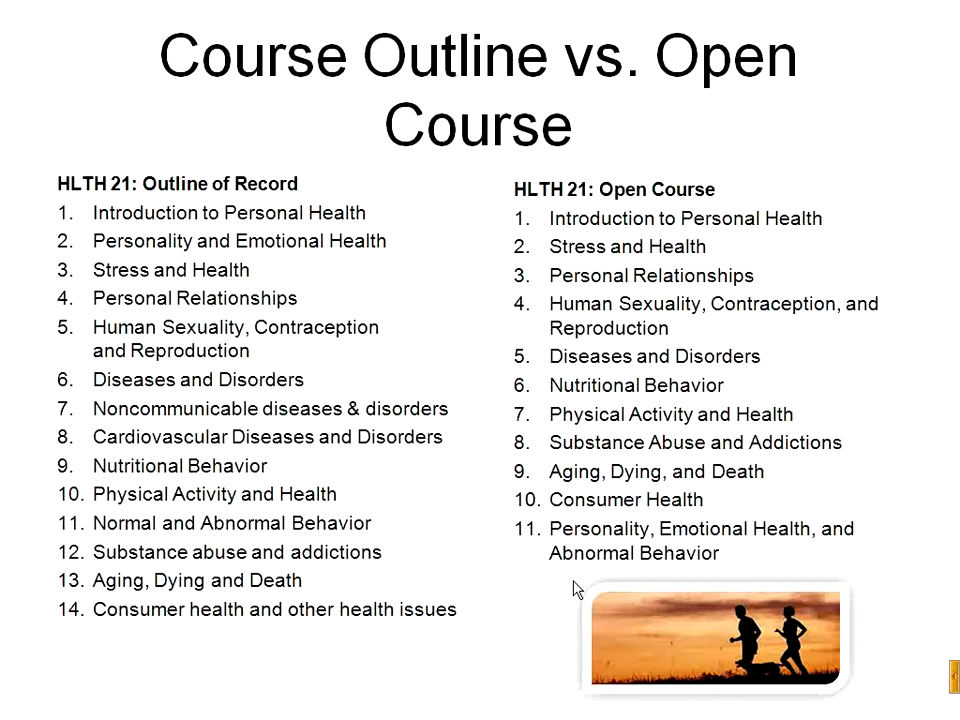 Course Outline vs. Open
Course
HLTH 21: Outline of Record
1. Introduction to Personal Health
2. Personality and Emotional Health
3. Stress and Health
4. Personal Relationships
5. Human Sexuality, Contraception
and Reproduction
6. Diseases and Disorders
7. Noncommunicable diseases & disorders
8. Cardiovascular Diseases and Disorders
9. Nutritional Behavior
10. Physical Activity and Health
11. Normal and Abnormal Behavior
12. Substance abuse and addictions
13. Aging, Dying and Death
14. Consumer health and other health issues
HLTH 21: Open Course
1. Introduction to Personal Health
2. Stress and Health
3. Personal Relationships
4. Human Sexuality, Contraception, and
Reproduction
5. Diseases and Disorders
6. Nutritional Behavior
7. Physical Activity and Health
8. Substance Abuse and Addictions
9. Aging, Dying, and Death
10. Consumer Health
11. Personality, Emotional Health, and
Abnormal Behavior